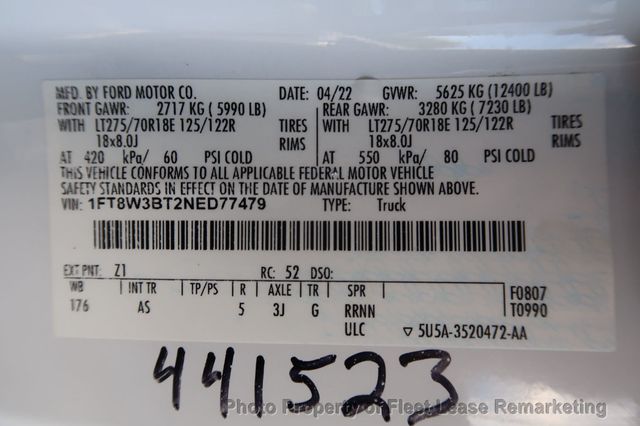 MFD. BY FORD MOTOR CO. DATE: 04/22 GVWR: 5625 KG (12400 LB)
FRONT GAWR: 2717 KG ( 5990 LB) REAR GAWR: 3280 KG ( 7230 LB)
WITH LT275/70R18E 125/122R TIRES WITH LT275/70R18E 125/122R TIRES
18x8.0J RIMS 18x8.0J RIMS
AT 420 kPa/ 60 PSI COLD AT 550 kPa/ 80 PSI COLD
THIS VEHICLE CONFORMS TO ALL APPLICABLE FEDERAL MOTOR VEHICLE
SAFETY STANDARDS IN EFFECT ON THE DATE OF MANUFACTURE SHOWN ABOVE.
VIN: 1FT8W3BT2NED77479 TYPE: Truck
EXT PNT: Z1 RC: 52 DSO:
WB INT TR TP/PS R AXLE TR SPR F0807
176 AS 5 3J G RRNN T0990
ULC ▽ 5U5A-3520472-AA
441523
Photo Property of Fleet Lease Remarketing